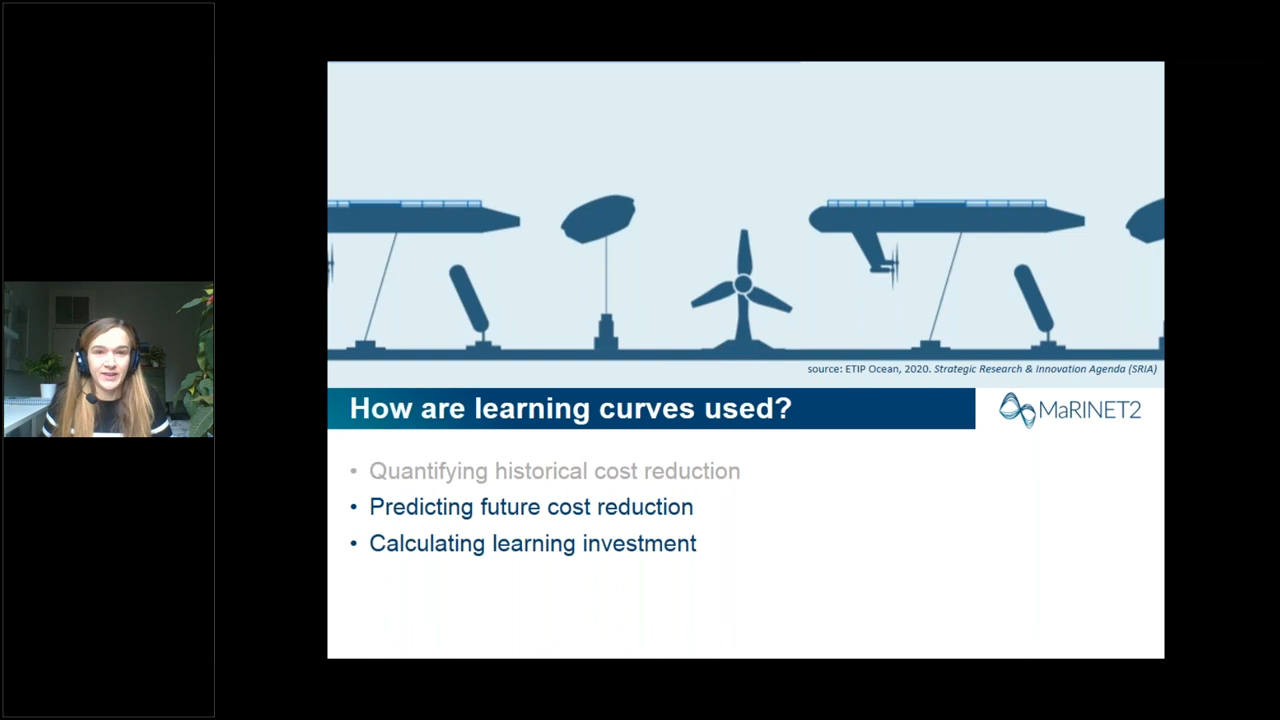 source: ETIP Ocean, 2020. Strategic Research & Innovation Agenda (SRIA)
How are learning curves used?
MaRINET2
• Quantifying historical cost reduction
• Predicting future cost reduction
• Calculating learning investment